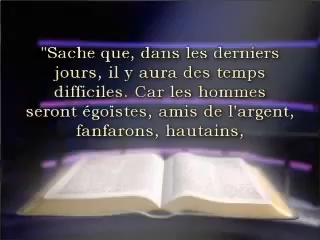 "Sache que, dans les derniers
jours, il y aura des temps
difficiles. Car les hommes
seront égoïstes, amis de l'argent,
fanfarons, hautains,